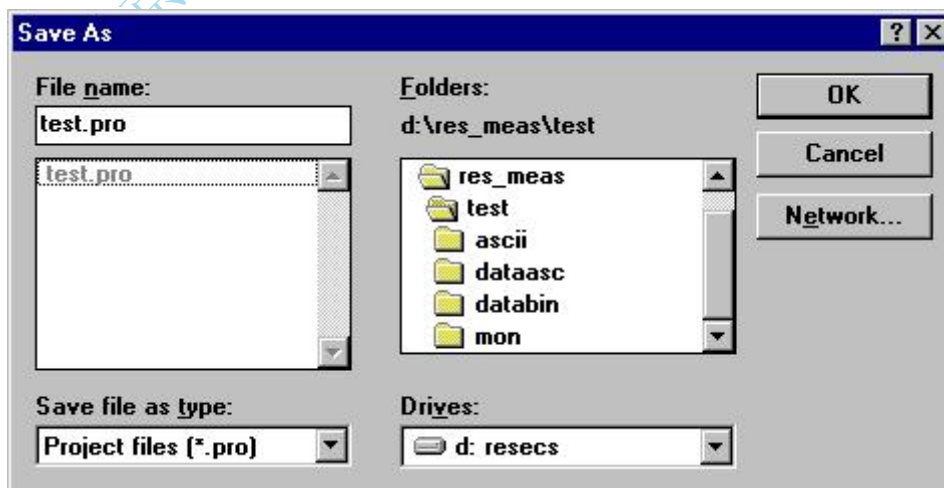 Save As
File name:
test.pro
test.pro
Save file as type:
Project files (*.pro)
Folders:
d:\res_meas\test
res_meas
test
ascii
dataasc
databin
mon
Drives:
d: resecs
OK
Cancel
Network...